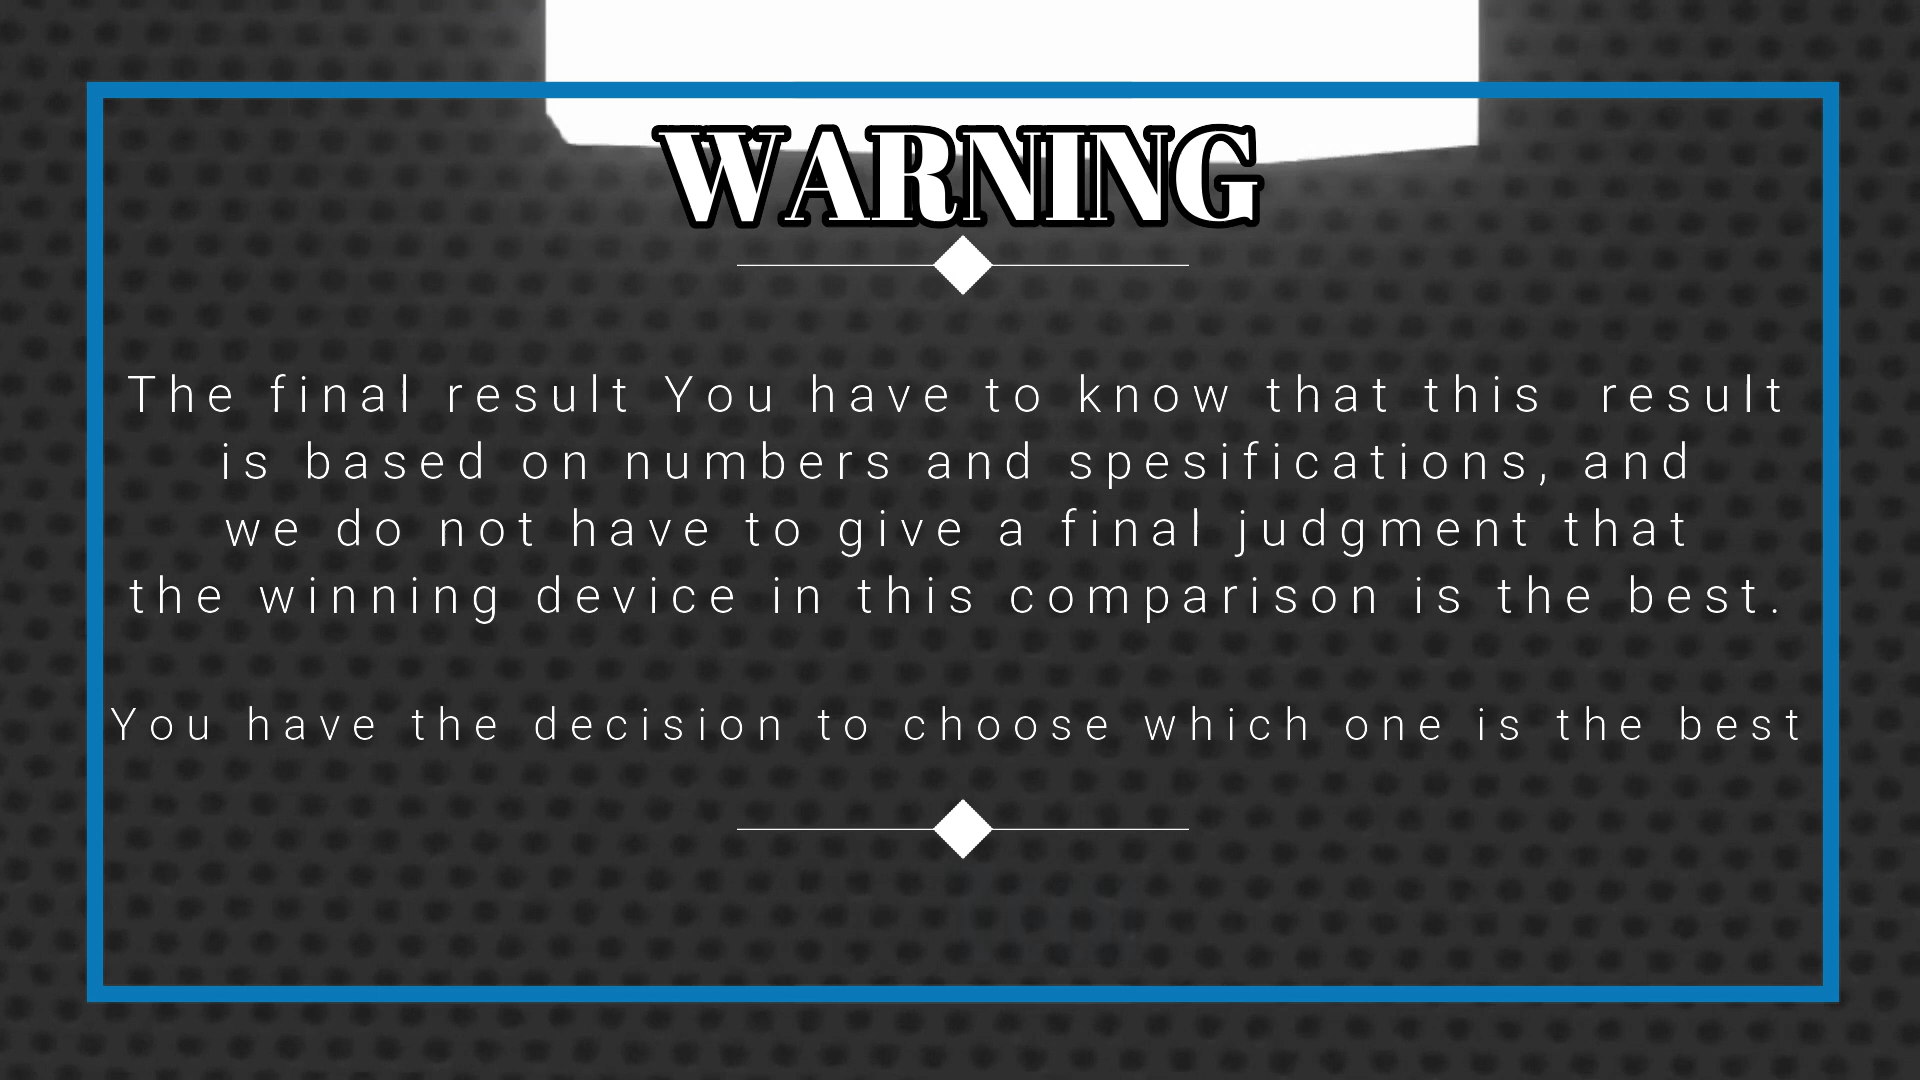 WARNING
The final result You have to know that this result
is based on numbers and spesifications, and
we do not have to give a final judgment that
the winning device in this comparison is the best.
You have the decision to choose which one is the best